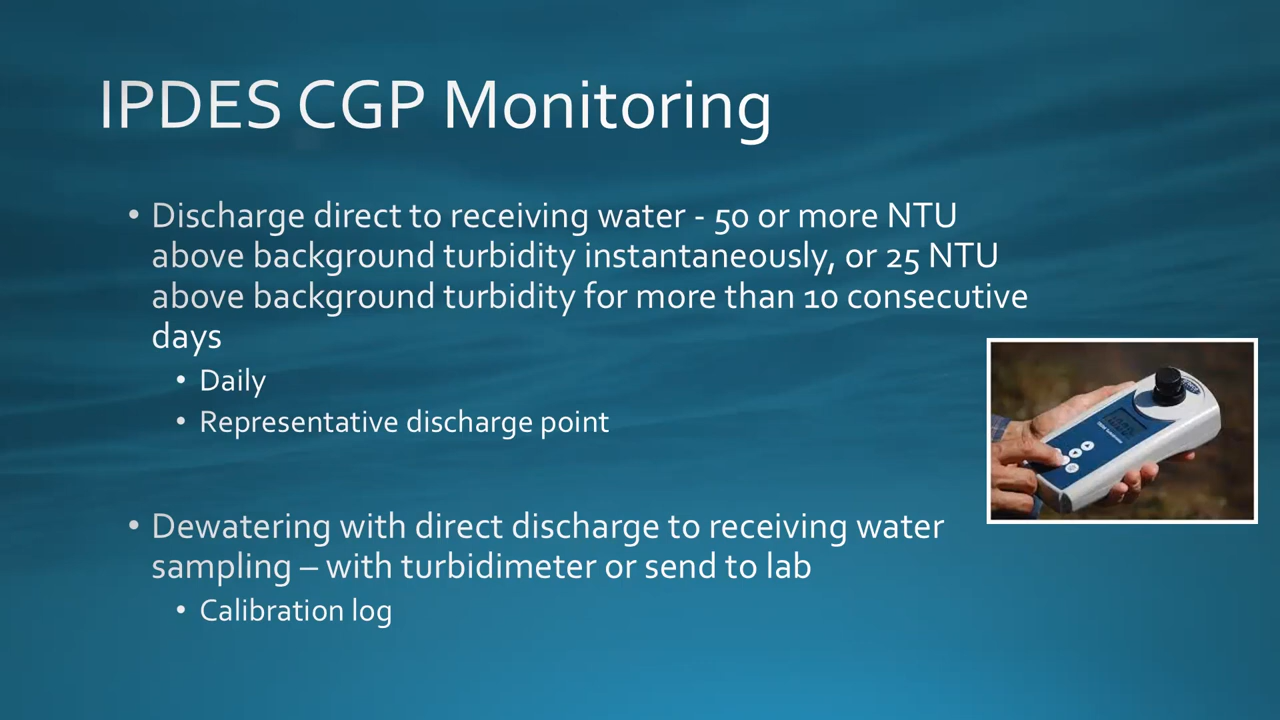 IPDES CGP Monitoring
• Discharge direct to receiving water - 50 or more NTU
above background turbidity instantaneously, or 25 NTU
above background turbidity for more than 10 consecutive
days
• Daily
• Representative discharge point
• Dewatering with direct discharge to receiving water
sampling – with turbidimeter or send to lab
• Calibration log